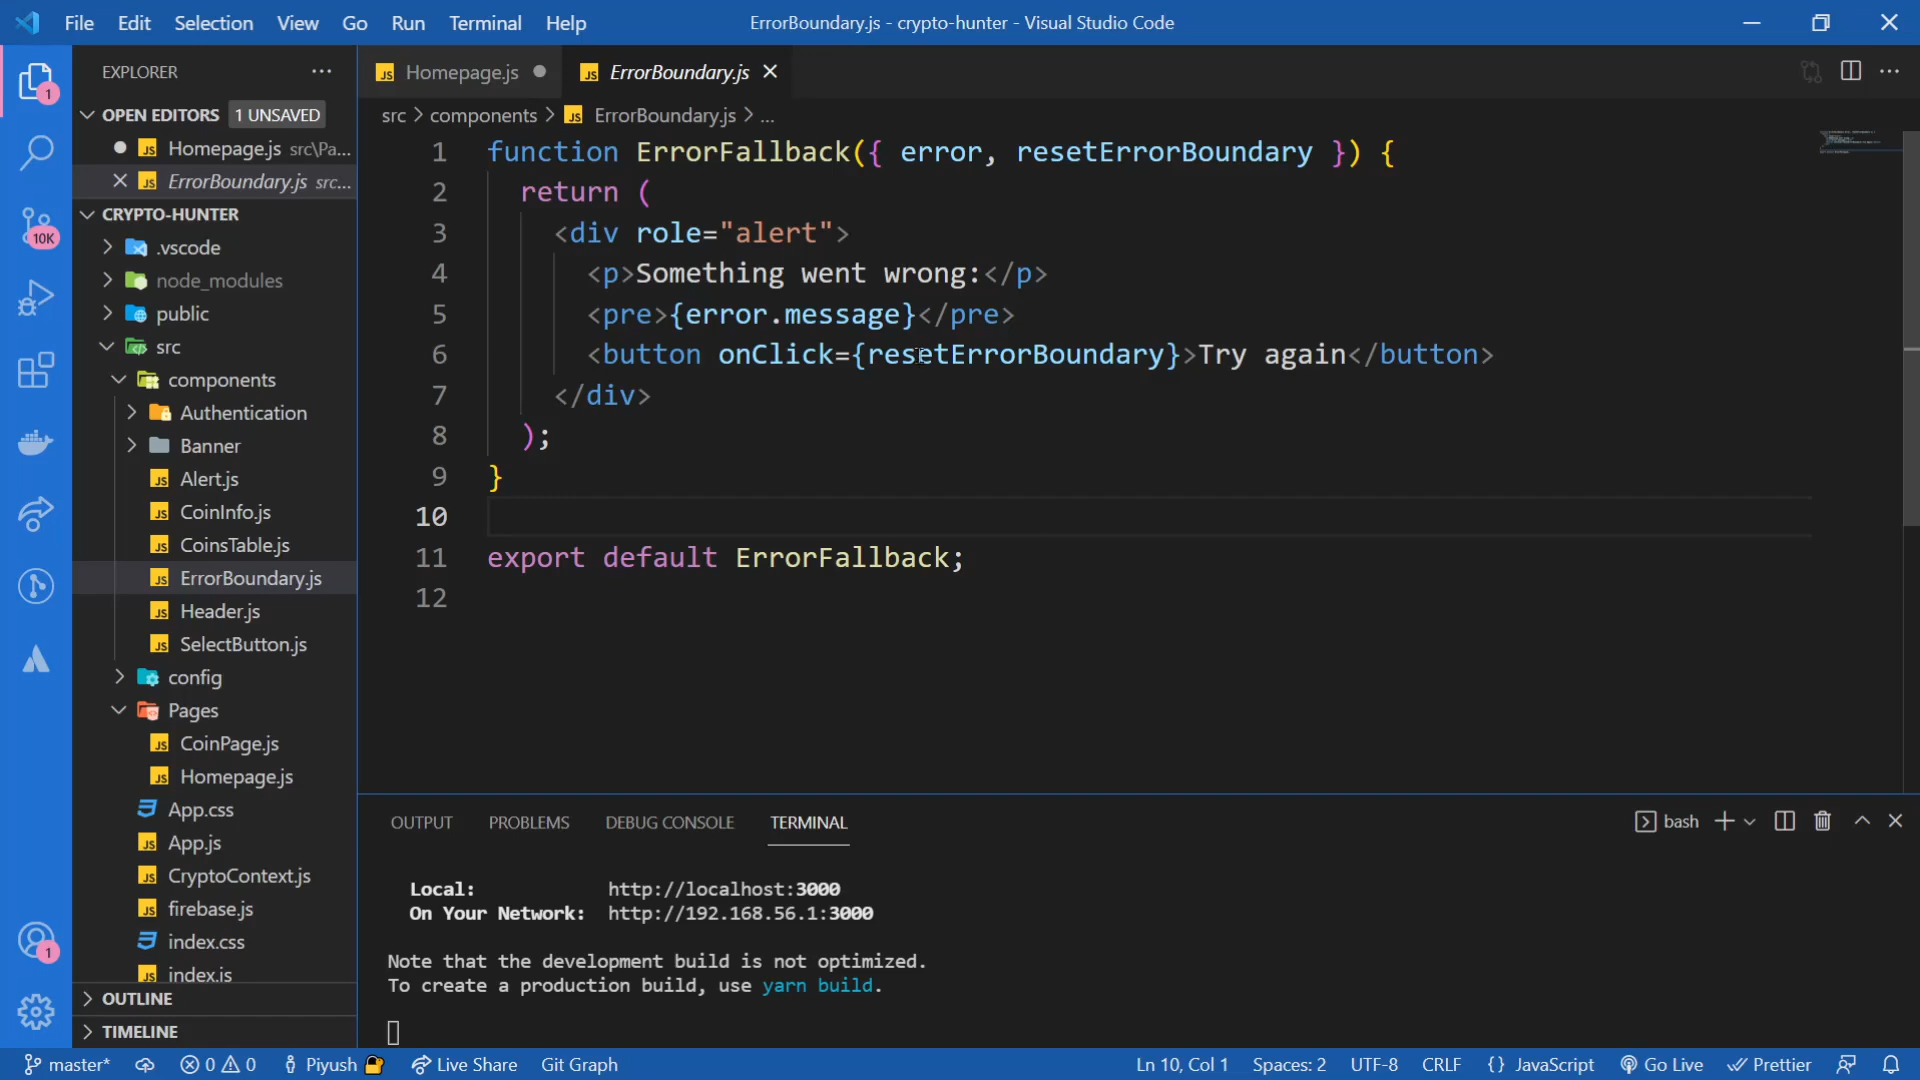 File Edit Selection View Go Run Terminal Help
ErrorBoundary.js - crypto-hunter - Visual Studio Code
EXPLORER
OPEN EDITORS 1 UNSAVED
Homepage.js src\Pa...
ErrorBoundary.js src...
CRYPTO-HUNTER
.vscode
node_modules
public
src
components
Authentication
Banner
Alert.js
CoinInfo.js
CoinsTable.js
ErrorBoundary.js
Header.js
SelectButton.js
config
Pages
CoinPage.js
Homepage.js
App.css
App.js
CryptoContext.js
firebase.js
index.css
index.js
OUTLINE
TIMELINE
1
10K
1
Homepage.js
ErrorBoundary.js
src > components > JS ErrorBoundary.js > ...
1 function ErrorFallback({ error, resetErrorBoundary }) {
2 return (
3 <div role="alert">
4 <p>Something went wrong:</p>
5 <pre>{error.message}</pre>
6 <button onClick={resetErrorBoundary}>Try again</button>
7 </div>
8 );
9 }
10
11 export default ErrorFallback;
12
OUTPUT PROBLEMS DEBUG CONSOLE TERMINAL
bash
Local: http://localhost:3000
On Your Network: http://192.168.56.1:3000
Note that the development build is not optimized.
To create a production build, use yarn build.
master* 0 0 Piyush Live Share Git Graph
Ln 10, Col 1 Spaces: 2 UTF-8 CRLF {} JavaScript Go Live Prettier